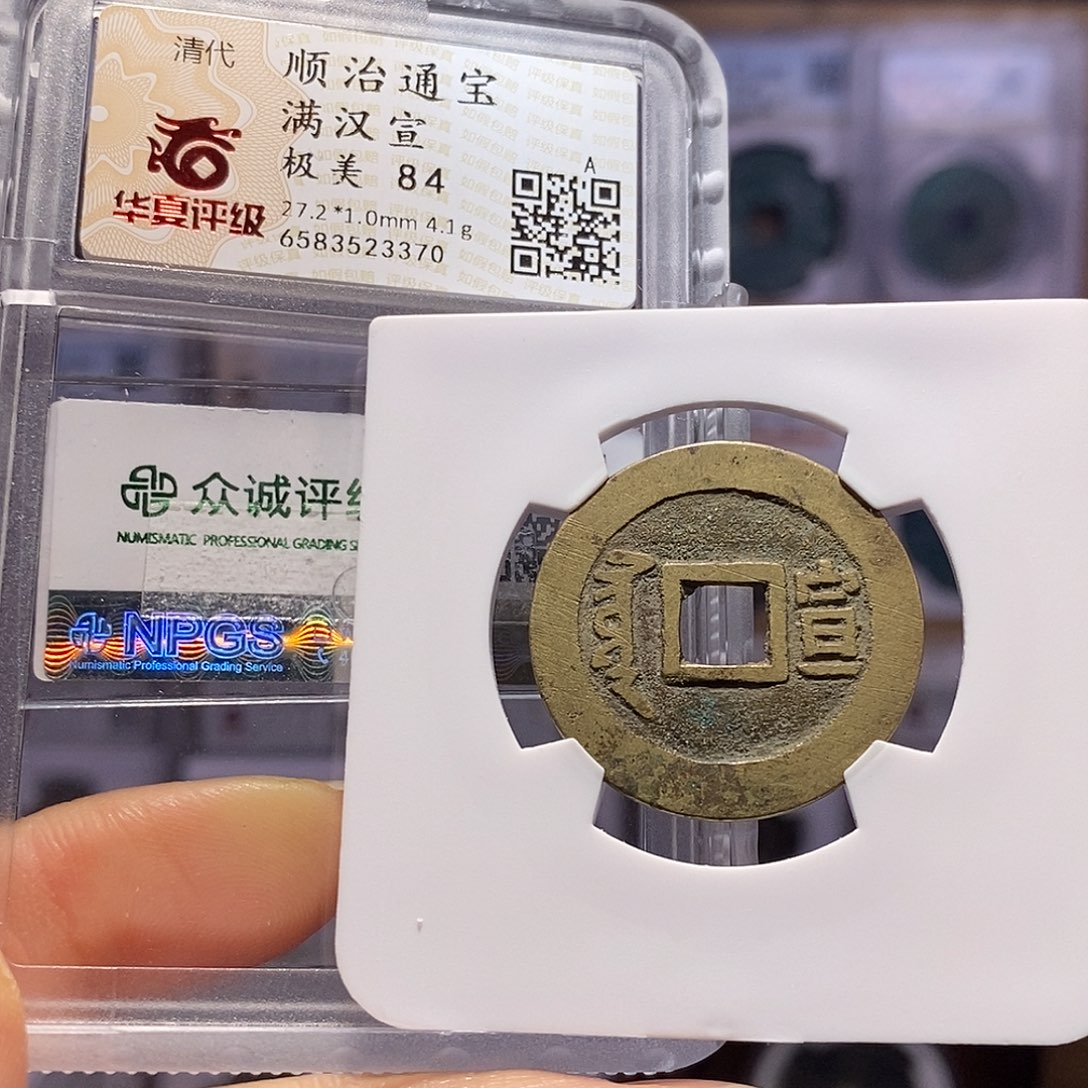 清代
顺治通宝
满汉宣
极美 84
27.2*1.0mm 4.1g
6583523370
华夏评级
A
众诚评级
NUMISMATIC PROFESSIONAL GRADING S
NPGS
Numismatic Professional Grading Service
宣